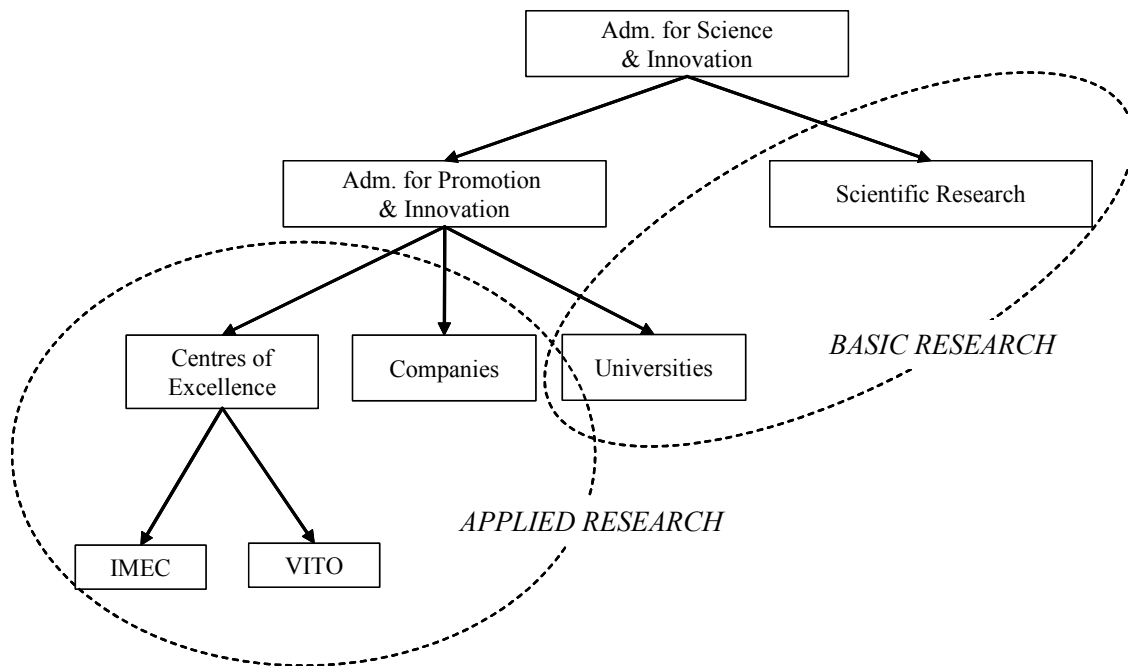 Adm. for Science
& Innovation
Adm. for Promotion
& Innovation
Scientific Research
Centres of
Excellence
Companies
Universities
BASIC RESEARCH
APPLIED RESEARCH
IMEC
VITO